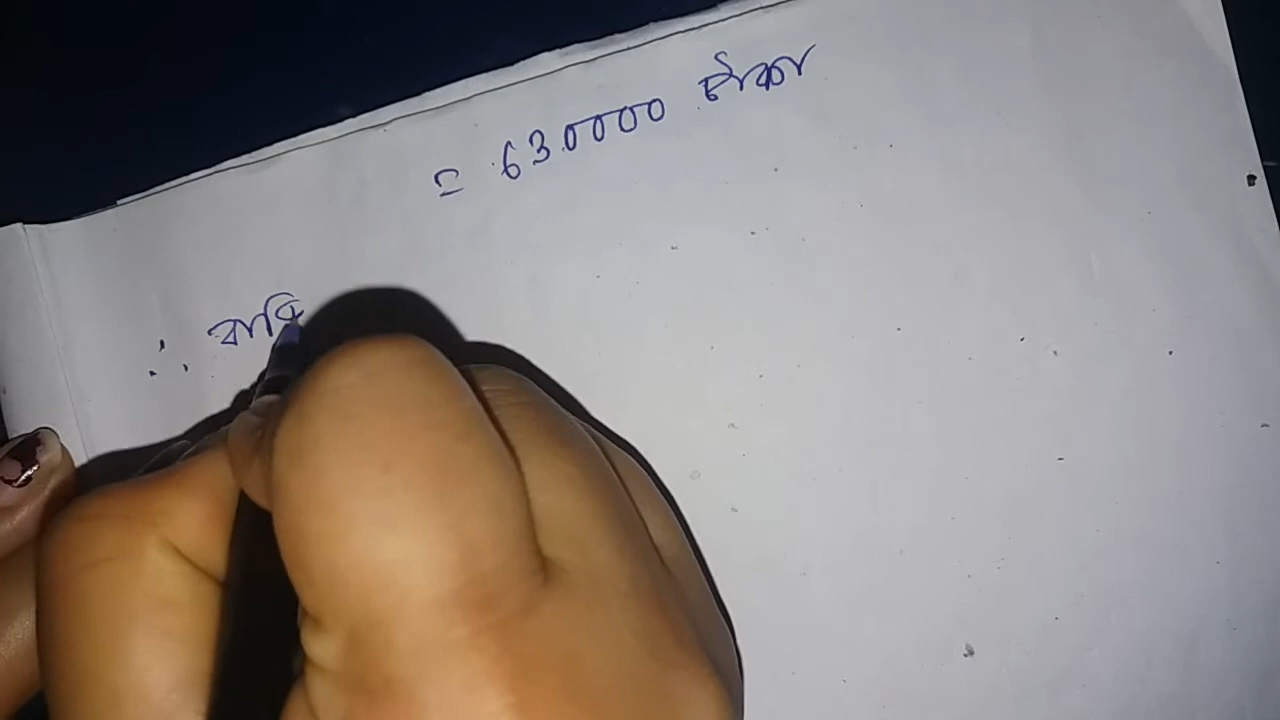 = 630000 টাকা
∴ বাকি